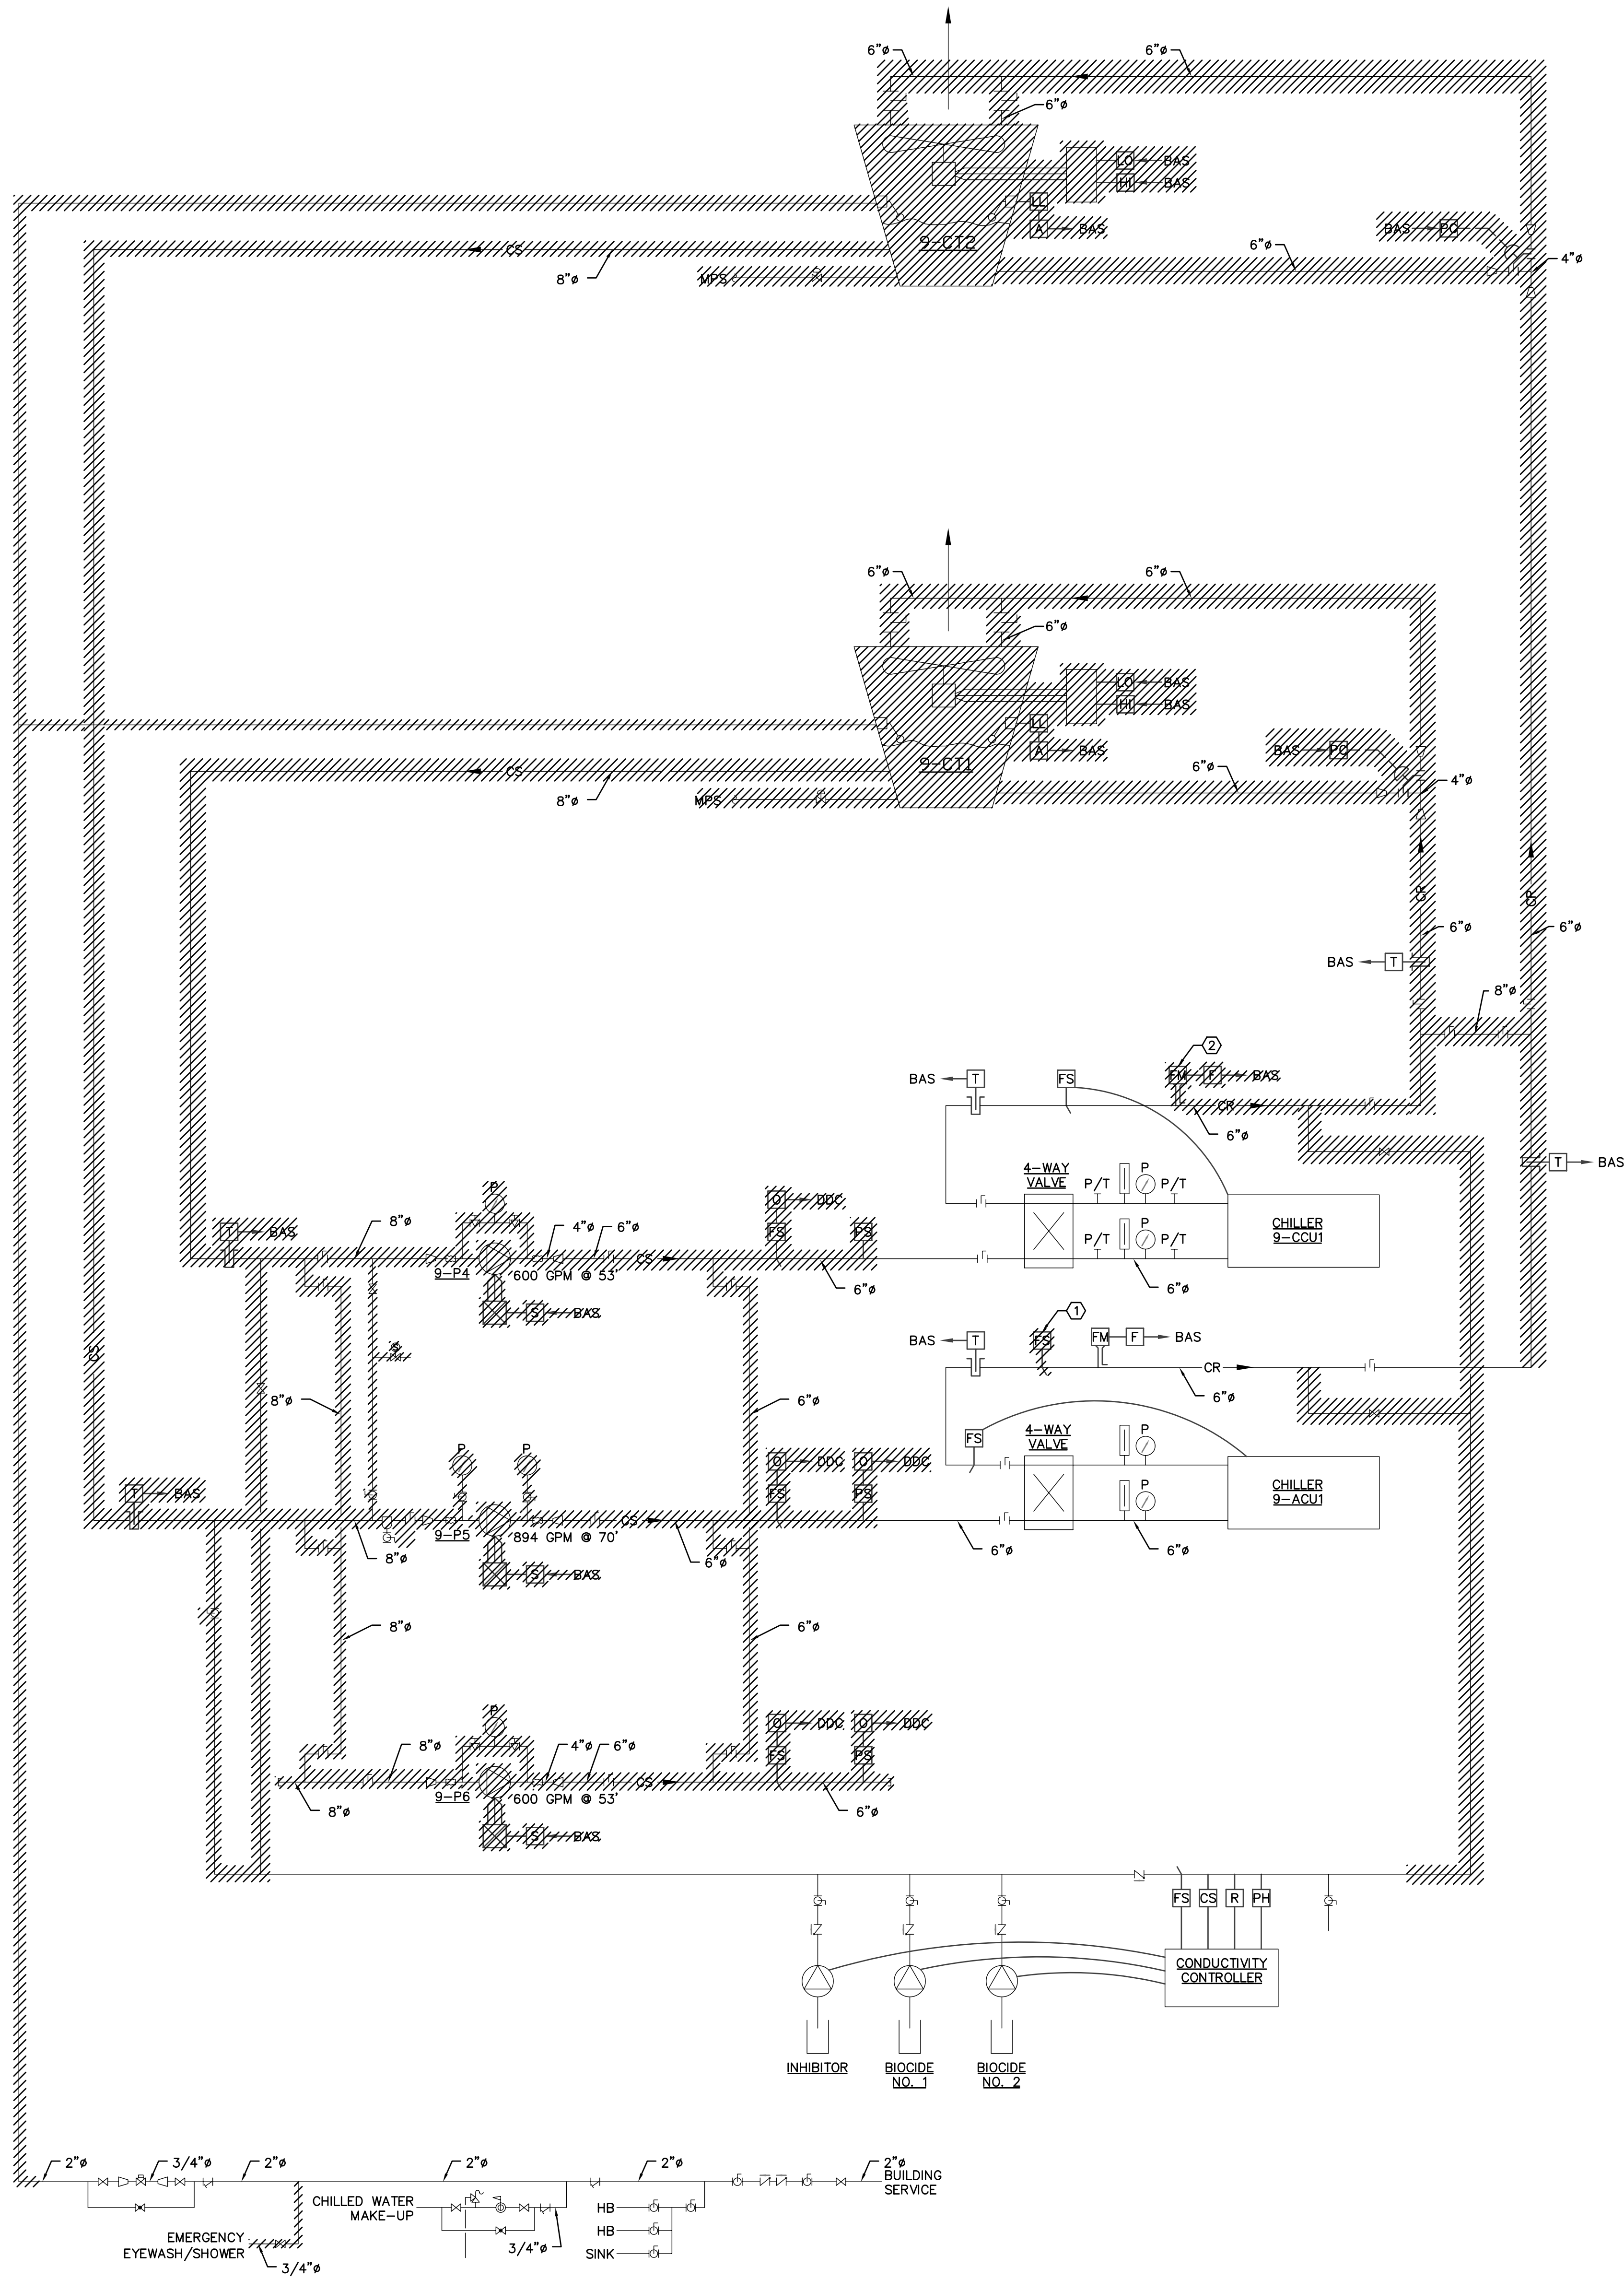 6"ø
6"ø
6"ø
LO BAS
HI BAS
LL
A BAS
9-CT2
BAS PC
CS
8"ø
MPS
6"ø
4"ø
6"ø
6"ø
6"ø
LO BAS
HI BAS
LL
A BAS
9-CT1
BAS PC
CS
8"ø
MPS
6"ø
4"ø
CR
CR
6"ø
6"ø
BAS T
8"ø
2
BAS T
FS
FM F BAS
CR
6"ø
T BAS
4-WAY
VALVE
P/T
P
P/T
P/T
P
P/T
CHILLER
9-CCU1
6"ø
P
T BAS
8"ø
4"ø
6"ø
CS
O DDC
FS
PS
9-P4
600 GPM @ 53'
6"ø
S BAS
1
BAS T
FS
FM F BAS
CR
6"ø
CS
S
8"ø
6"ø
FS
4-WAY
VALVE
P
P
CHILLER
9-ACU1
6"ø
6"ø
P
P
T BAS
O DDC
O DDC
FS
PS
CS
9-P5
894 GPM @ 70'
8"ø
6"ø
S BAS
8"ø
6"ø
P
O DDC
O DDC
FS
PS
8"ø
4"ø
6"ø
CS
9-P6
600 GPM @ 53'
8"ø
6"ø
S BAS
FS
CS
R
PH
CONDUCTIVITY
CONTROLLER
INHIBITOR
BIOCIDE
NO. 1
BIOCIDE
NO. 2
2"ø
3/4"ø
2"ø
2"ø
2"ø
2"ø
BUILDING
SERVICE
CHILLED WATER
MAKE-UP
3/4"ø
HB
HB
SINK
EMERGENCY
EYEWASH/SHOWER
3/4"ø